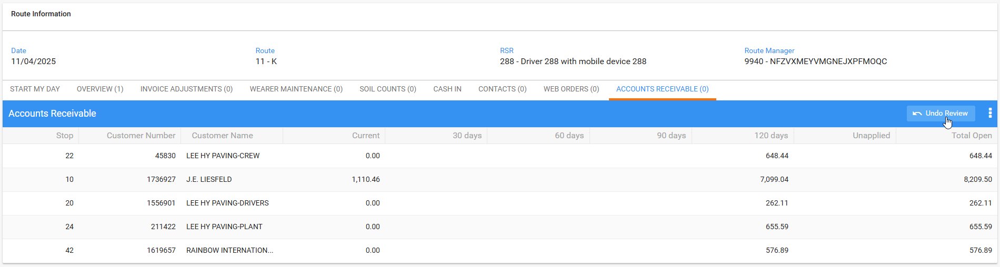 Route Information
Date Route RSR Route Manager
11/04/2025 11 - K 288 - Driver 288 with mobile device 288 9940 - NFZVXMEYVMGNEJXPFMOQC
START MY DAY OVERVIEW (1) INVOICE ADJUSTMENTS (0) WEARER MAINTENANCE (0) SOIL COUNTS (0) CASH IN CONTACTS (0) WEB ORDERS (0) ACCOUNTS RECEIVABLE (0)
Accounts Receivable Undo Review
Stop Customer Number Customer Name Current 30 days 60 days 90 days 120 days Unapplied Total Open
22 45830 LEE HY PAVING-CREW 0.00 648.44 648.44
10 1736927 J.E. LIESFELD 1,110.46 7,099.04 8,209.50
20 1556901 LEE HY PAVING-DRIVERS 0.00 262.11 262.11
24 211422 LEE HY PAVING-PLANT 0.00 655.59 655.59
42 1619657 RAINBOW INTERNATION... 0.00 576.89 576.89